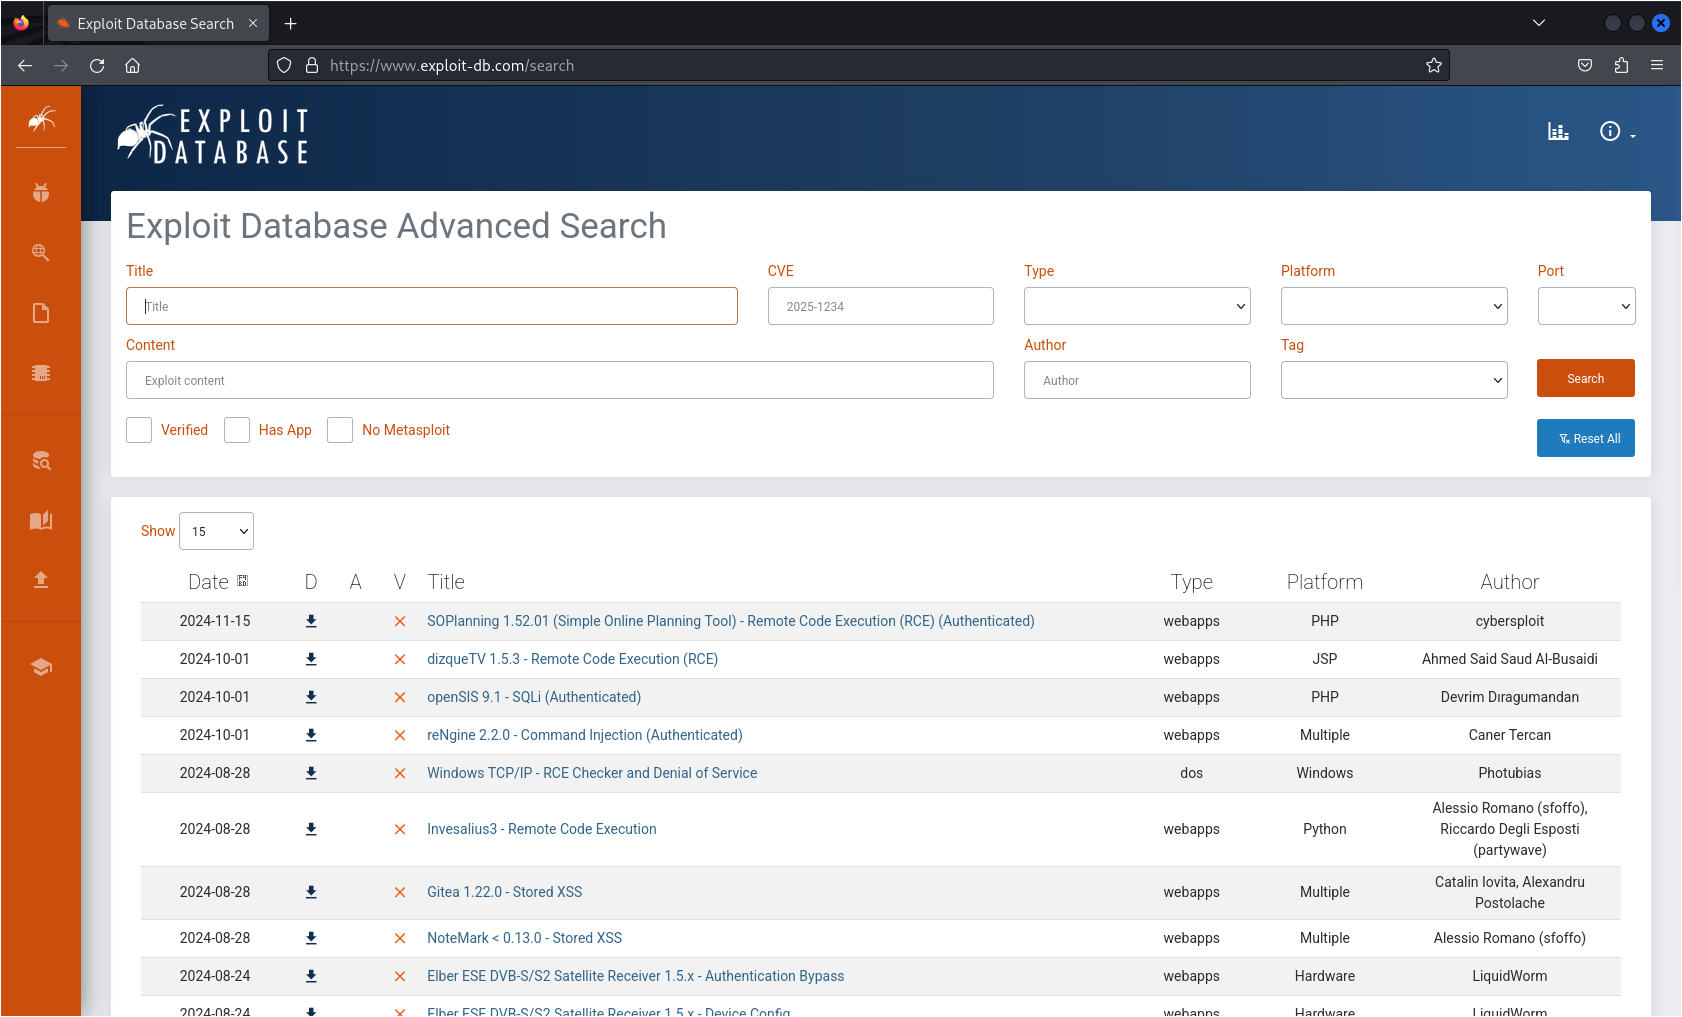 Exploit Database Search
https://www.exploit-db.com/search
EXPLOIT
DATABASE
Exploit Database Advanced Search
Title CVE Type Platform Port
Title 2025-1234
Content Author Tag
Exploit content Author Search
Verified Has App No Metasploit Reset All
Show 15
Date D A V Title Type Platform Author
2024-11-15 SOPlanning 1.52.01 (Simple Online Planning Tool) - Remote Code Execution (RCE) (Authenticated) webapps PHP cybersploit
2024-10-01 dizqueTV 1.5.3 - Remote Code Execution (RCE) webapps JSP Ahmed Said Saud Al-Busaidi
2024-10-01 openSIS 9.1 - SQLi (Authenticated) webapps PHP Devrim Dıragumandan
2024-10-01 reNgine 2.2.0 - Command Injection (Authenticated) webapps Multiple Caner Tercan
2024-08-28 Windows TCP/IP - RCE Checker and Denial of Service dos Windows Photubias
Alessio Romano (sfoffo),
2024-08-28 Invesalius3 - Remote Code Execution webapps Python Riccardo Degli Esposti
(partywave)
2024-08-28 Gitea 1.22.0 - Stored XSS webapps Multiple Catalin Iovita, Alexandru
Postolache
2024-08-28 NoteMark < 0.13.0 - Stored XSS webapps Multiple Alessio Romano (sfoffo)
2024-08-24 Elber ESE DVB-S/S2 Satellite Receiver 1.5.x - Authentication Bypass webapps Hardware LiquidWorm
2024-08-24 Elber ESE DVB-S/S2 Satellite Receiver 1.5.x - Device Config webapps Hardware LiquidWorm